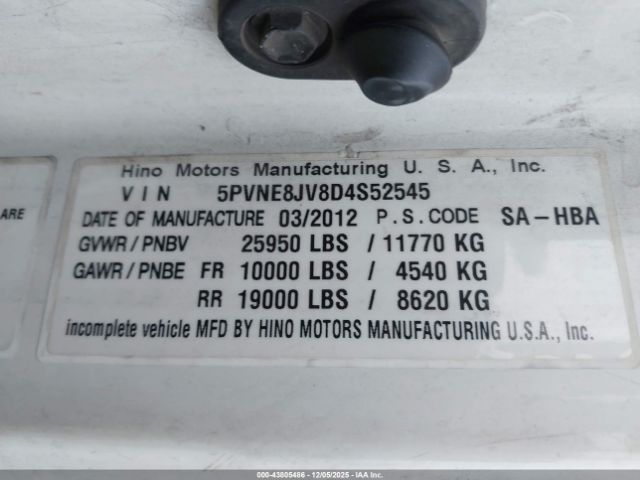 Hino Motors Manufacturing U. S. A., Inc.
VIN 5PVNE8JV8D4S52545
ARE
DATE OF MANUFACTURE 03/2012 P.S.CODE SA-HBA
GVWR/PNBV 25950 LBS / 11770 KG
GAWR/PNBE FR 10000 LBS / 4540 KG
RR 19000 LBS / 8620 KG
incomplete vehicle MFD BY HINO MOTORS MANUFACTURING U.S.A., Inc.
000-43805486 - 12/05/2025 - IAA Inc.